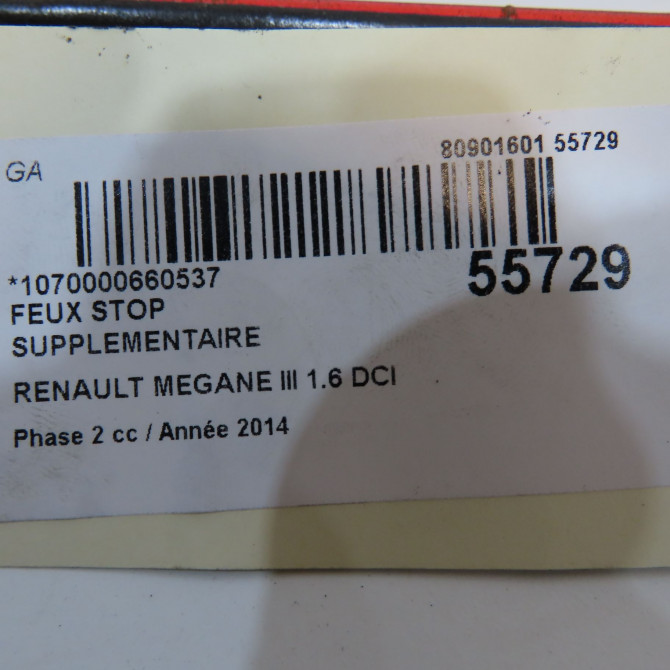 80901601 55729
GA
*1070000660537
55729
FEUX STOP
SUPPLEMENTAIRE
RENAULT MEGANE III 1.6 DCI
Phase 2 cc / Année 2014